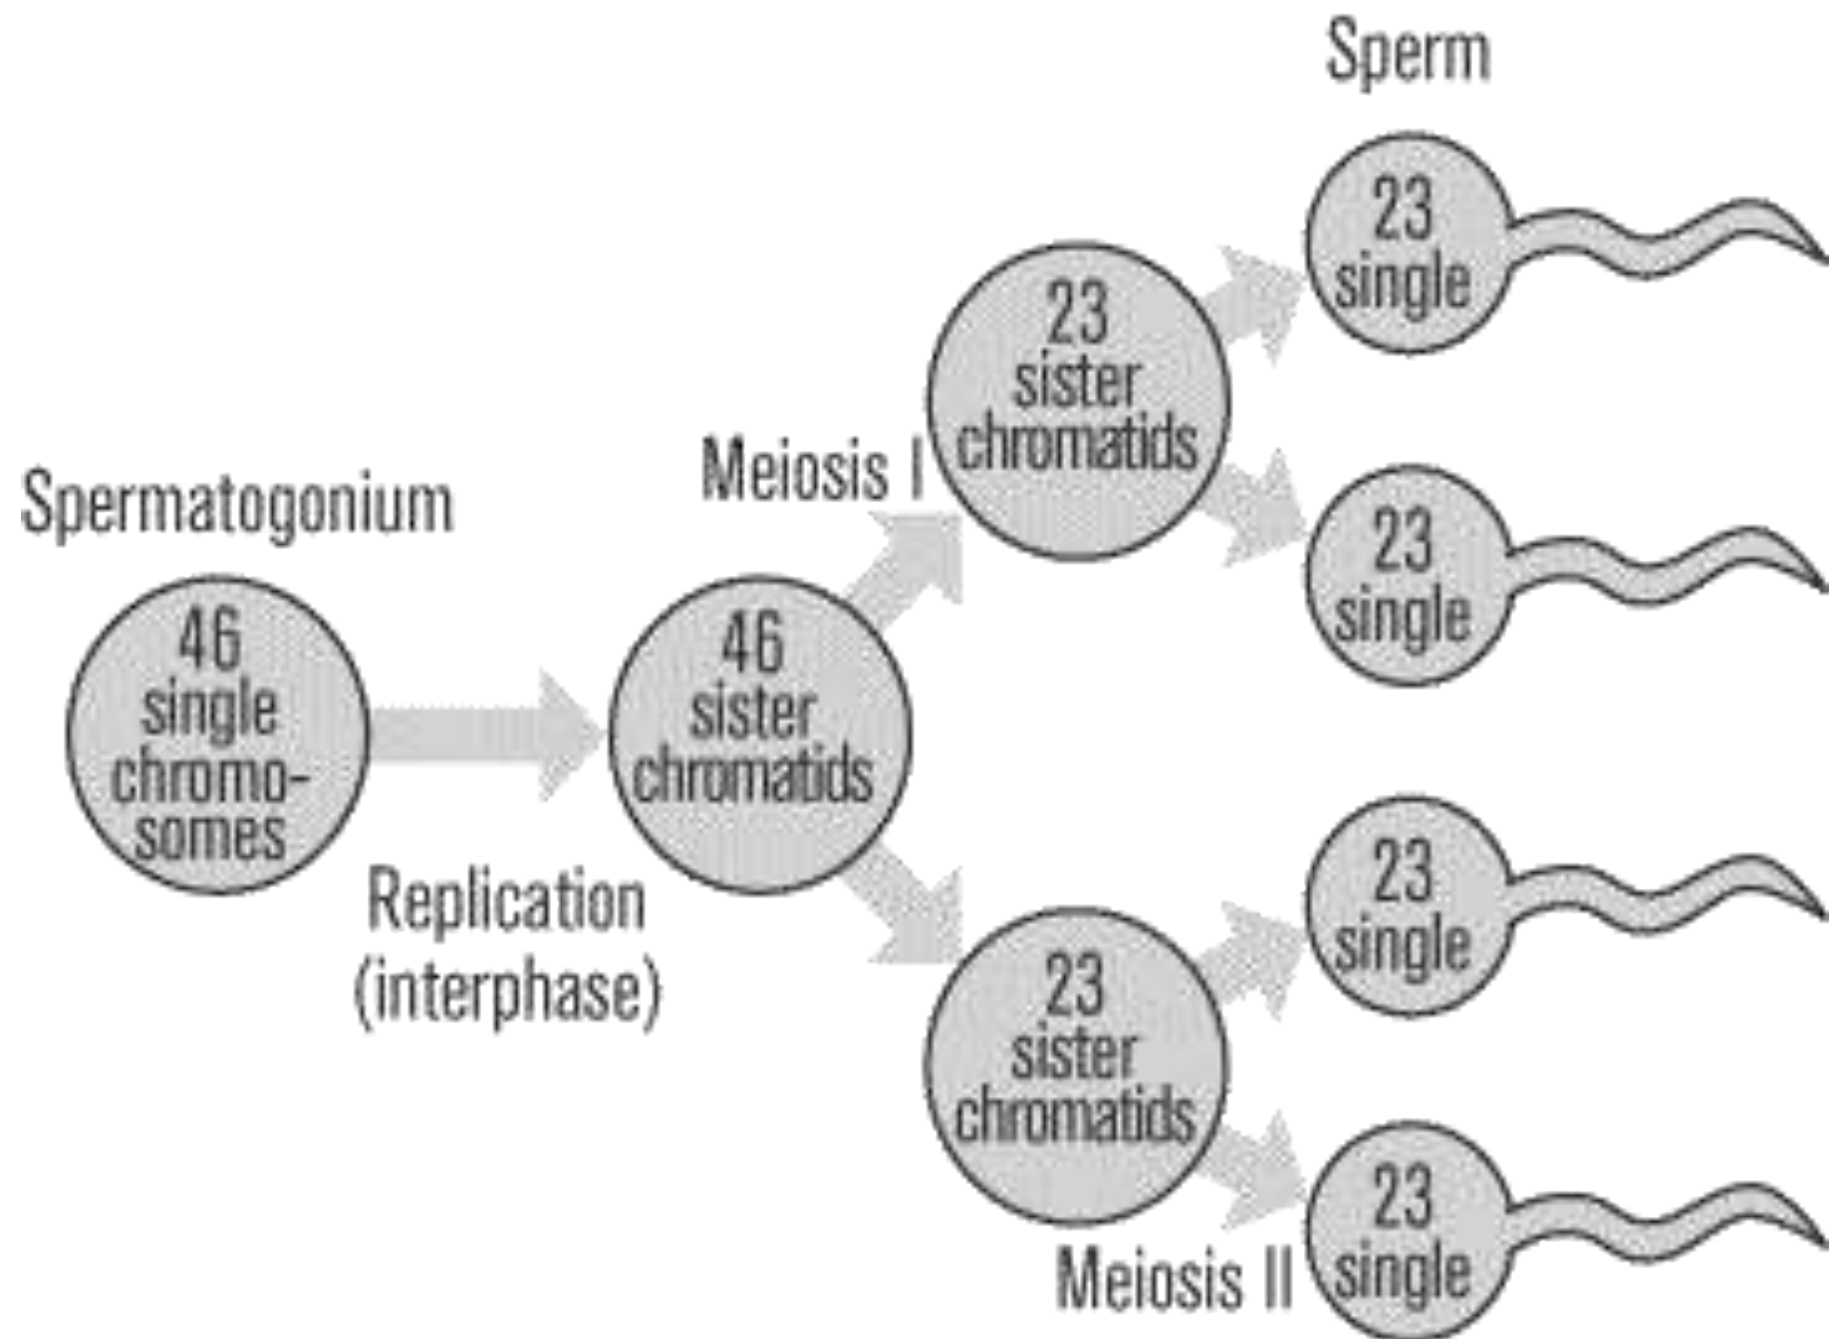 Sperm
23
single
23
sister
chromatids
Meiosis I
23
single
Spermatogonium
46
single
chromo-
somes
46
sister
chromatids
Replication
(interphase)
23
single
23
sister
chromatids
23
single
Meiosis II